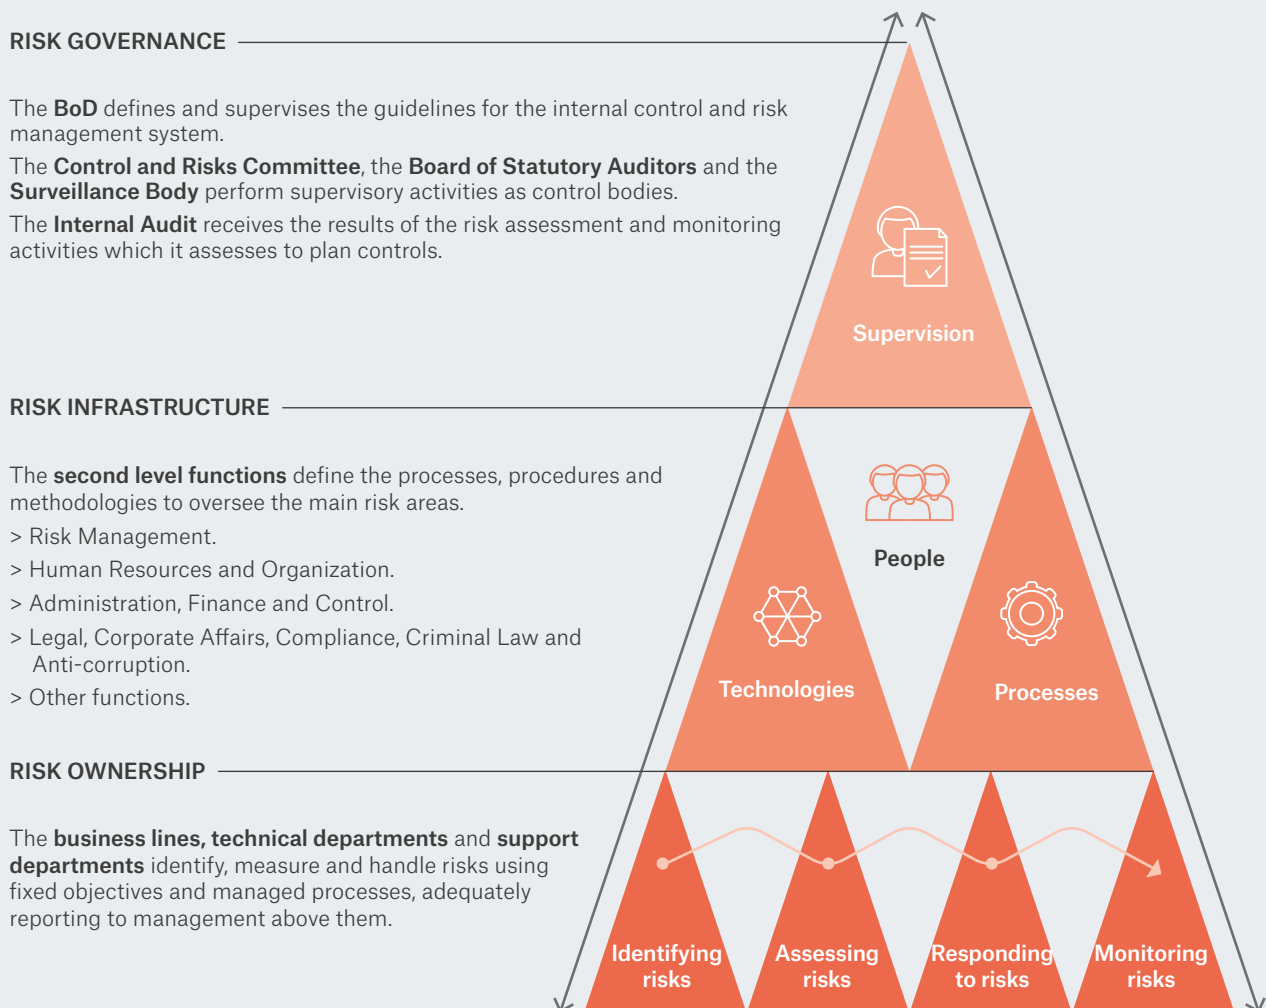 RISK GOVERNANCE
The BoD defines and supervises the guidelines for the internal control and risk
management system.
The Control and Risks Committee, the Board of Statutory Auditors and the
Surveillance Body perform supervisory activities as control bodies.
The Internal Audit receives the results of the risk assessment and monitoring
activities which it assesses to plan controls.
Supervision
RISK INFRASTRUCTURE
The second level functions define the processes, procedures and
methodologies to oversee the main risk areas.
> Risk Management.
> Human Resources and Organization.
> Administration, Finance and Control.
> Legal, Corporate Affairs, Compliance, Criminal Law and
Anti-corruption.
> Other functions.
People
Technologies
Processes
RISK OWNERSHIP
The business lines, technical departments and support
departments identify, measure and handle risks using
fixed objectives and managed processes, adequately
reporting to management above them.
Identifying
risks
Assessing
risks
Responding
to risks
Monitoring
risks